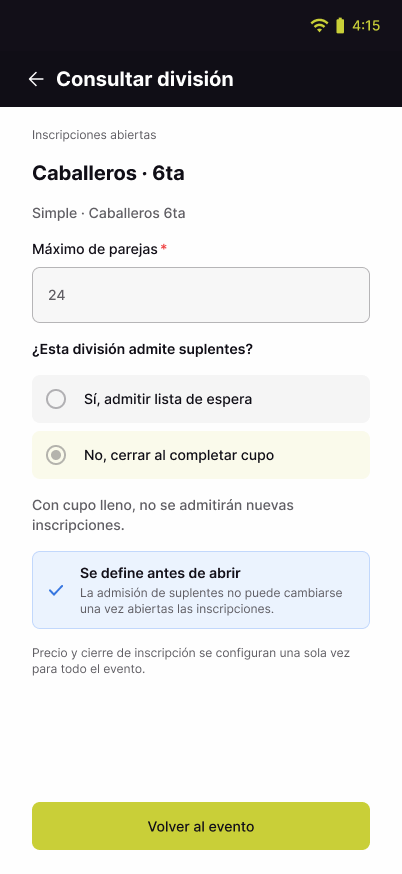 4:15
Consultar división
Inscripciones abiertas
Caballeros · 6ta
Simple · Caballeros 6ta
Máximo de parejas *
24
¿Esta división admite suplentes?
Sí, admitir lista de espera
No, cerrar al completar cupo
Con cupo lleno, no se admitirán nuevas
inscripciones.
Se define antes de abrir
La admisión de suplentes no puede cambiarse
una vez abiertas las inscripciones.
Precio y cierre de inscripción se configuran una sola vez
para todo el evento.
Volver al evento